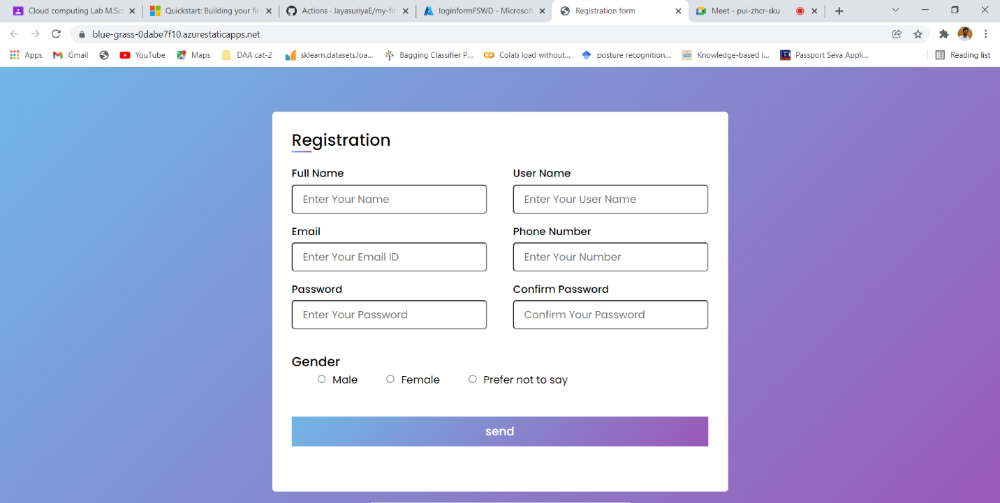 Cloud computing Lab M.Sc
Quickstart: Building your fir
Actions · JayasuriyaE/my-fir
loginformFSWD - Microsoft
Registration form
Meet - pui-zhcr-sku
blue-grass-0dabe7f10.azurestaticapps.net
Apps
Gmail
YouTube
Maps
DAA cat-2
sklearn.datasets.loa...
Bagging Classifier P...
Colab load without...
posture recognition...
Knowledge-based i...
Passport Seva Appli...
Reading list
Registration
Full Name
User Name
Enter Your Name
Enter Your User Name
Email
Phone Number
Enter Your Email ID
Enter Your Number
Password
Confirm Password
Enter Your Password
Confirm Your Password
Gender
Male
Female
Prefer not to say
send